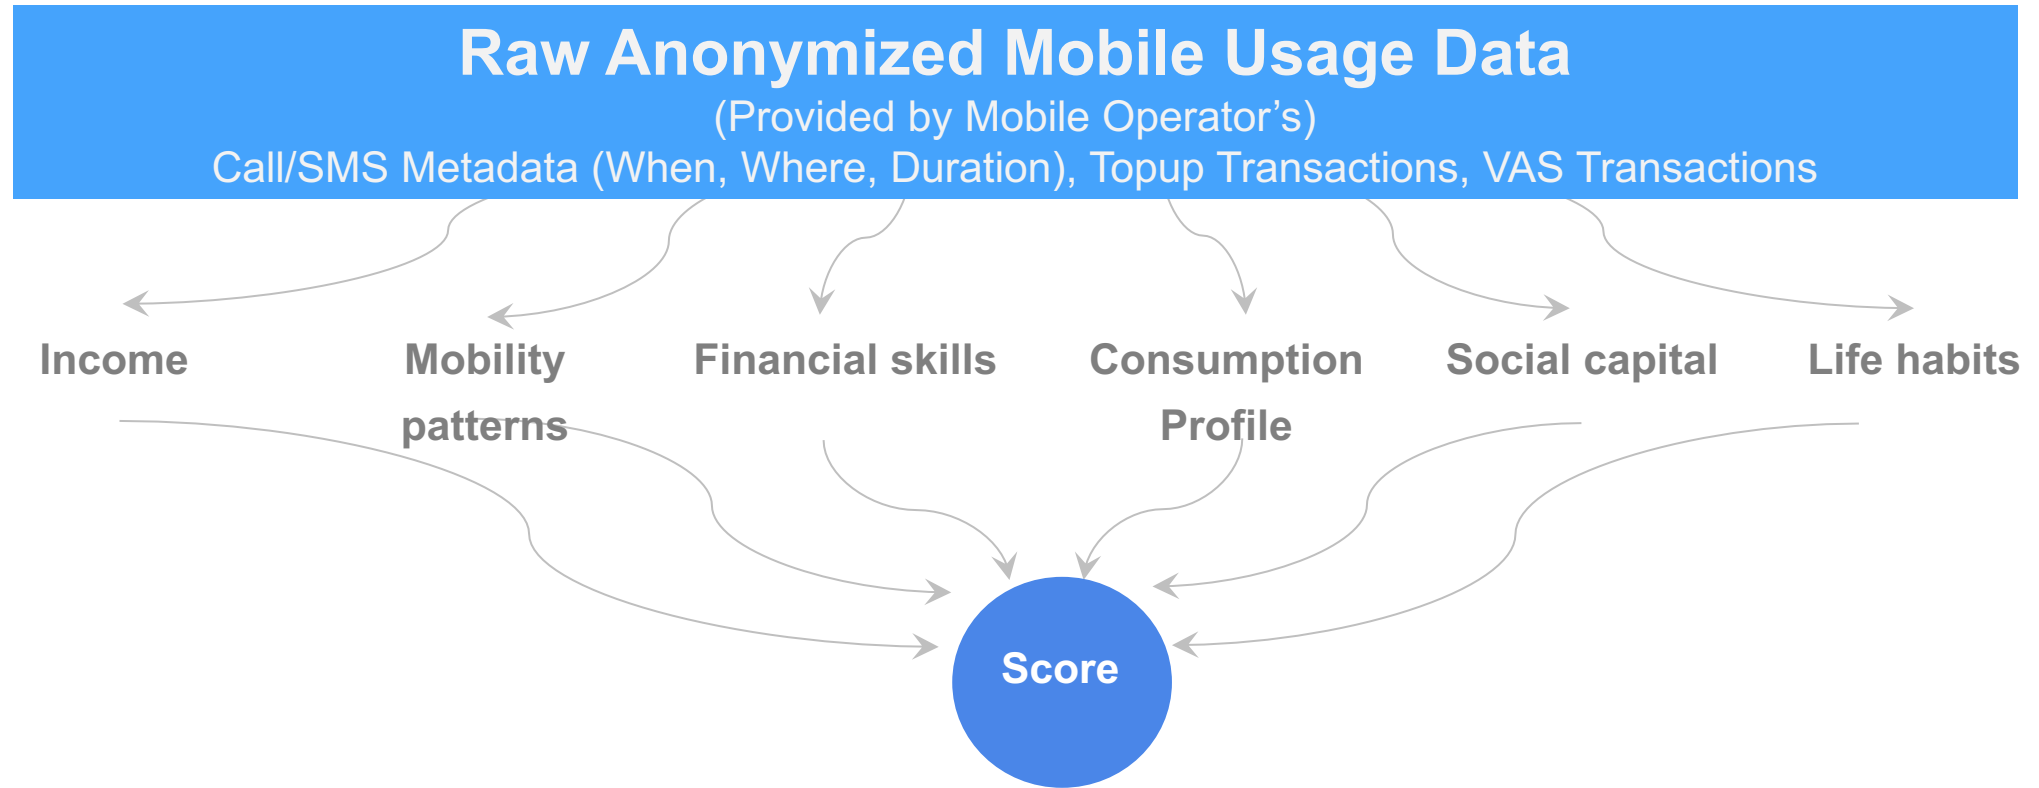 Raw Anonymized Mobile Usage Data
(Provided by Mobile Operator’s)
Call/SMS Metadata (When, Where, Duration), Topup Transactions, VAS Transactions
Income
Mobility
patterns
Financial skills
Consumption
Profile
Social capital
Life habits
Score